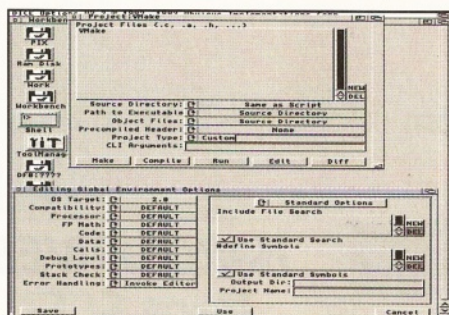 Project:VMake
Workben
Project Files (.c, .a, .h, ...)
VMake
PIX
Ram Disk
Work
Workbench
Shell
ToolManag
DF0:????
NEW
DEL
Source Directory: Same as Script
Path to Executable Source Directory
Object Files: Source Directory
Precompiled Header: None
Project Type: Custom
CLI Arguments:
Make Compile Run Edit Diff
Editing Global Environment Options
OS Target: 2.0
Compatibility: DEFAULT
Processor: DEFAULT
FP Math: DEFAULT
Code: DEFAULT
Data: DEFAULT
Calls: DEFAULT
Debug Level: DEFAULT
Prototypes: DEFAULT
Stack Check: DEFAULT
Error Handling: Invoke Editor
Standard Options
Include File Search
NEW
DEL
Use Standard Search
#define Symbols
NEW
DEL
Use Standard Symbols
Output Dir:
Project Name:
Save Use Cancel